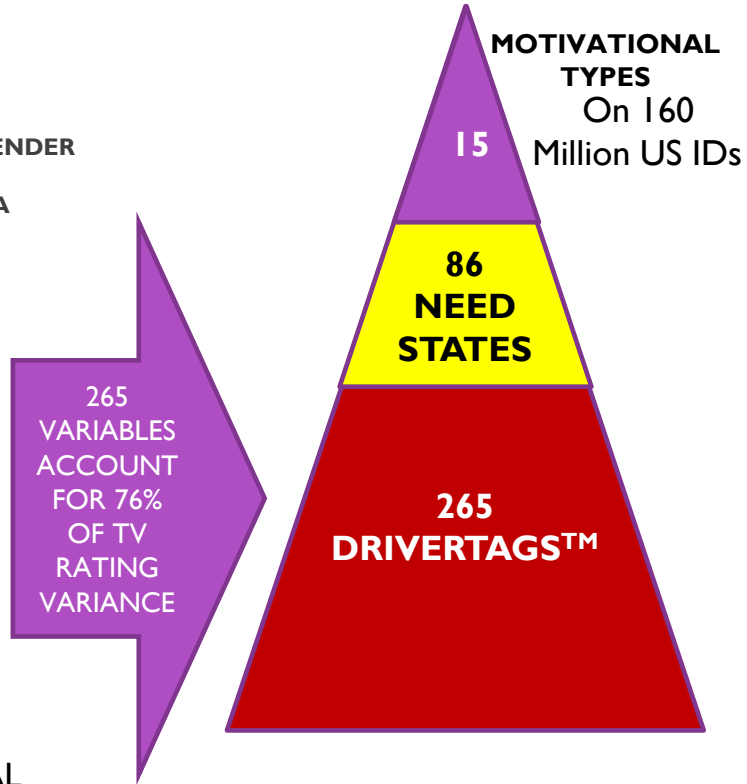 MOTIVATIONAL
TYPES
On 160
Million US IDs
15
86
NEED
STATES
265
VARIABLES
ACCOUNT
FOR 76%
OF TV
RATING
VARIANCE
265
DRIVERTAGS™